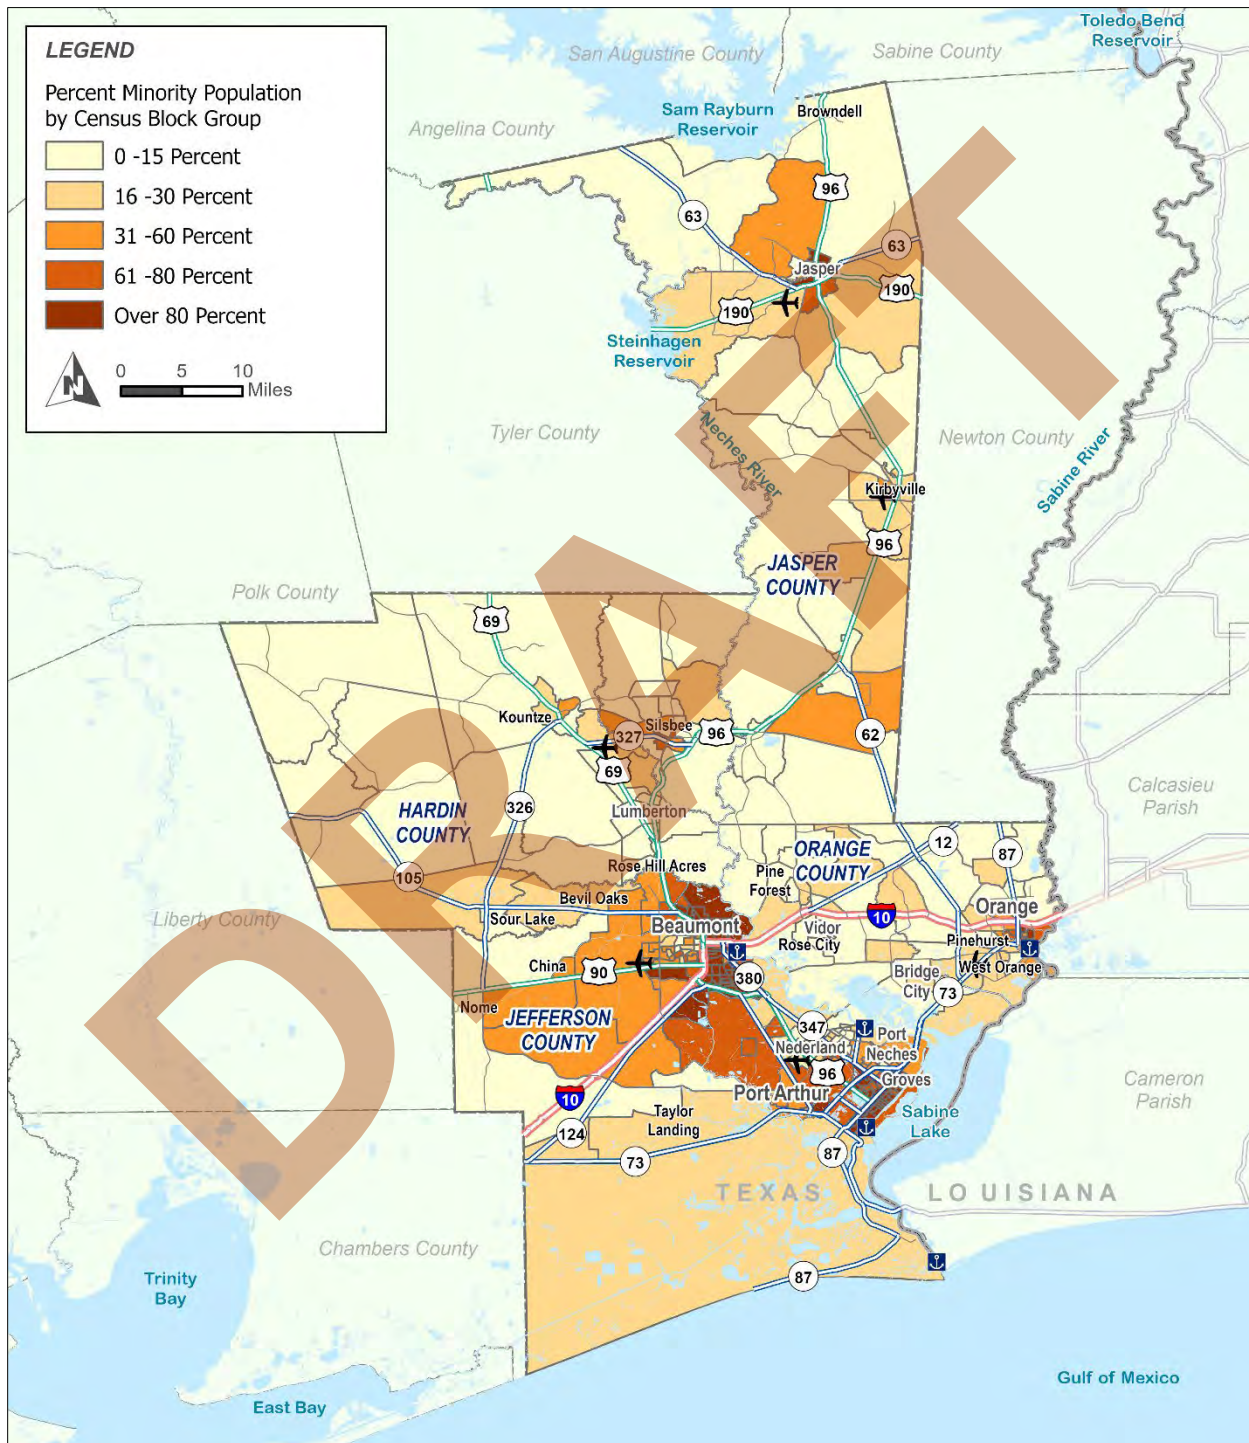 LEGEND
Percent Minority Population
by Census Block Group
0 -15 Percent
16 -30 Percent
31 -60 Percent
61 -80 Percent
Over 80 Percent
N
0 5 10
Miles
Toledo Bend
Reservoir
San Augustine County
Sabine County
Angelina County
Sam Rayburn
Reservoir
Browndell
96
63
63
Jasper
190
190
Steinhagen
Reservoir
Tyler County
Neches River
Newton County
Sabine River
Kirbyville
96
JASPER
COUNTY
Polk County
69
Kountze
327
Silsbee
96
62
69
326
Lumberton
HARDIN
COUNTY
Calcasieu
Parish
ORANGE
COUNTY
12
87
Rose Hill Acres
Pine
Forest
105
Bevil Oaks
Sour Lake
Liberty County
Beaumont
Vidor
Rose City
10
Orange
Pinehurst
West Orange
China
90
380
Bridge
City
73
Nome
JEFFERSON
COUNTY
347
Nederland
Port
Neches
96
Groves
10
Port Arthur
Sabine
Lake
Cameron
Parish
Taylor
Landing
124
73
87
TEXAS
LOUISIANA
Chambers County
Trinity
Bay
87
East Bay
Gulf of Mexico
DRAFT